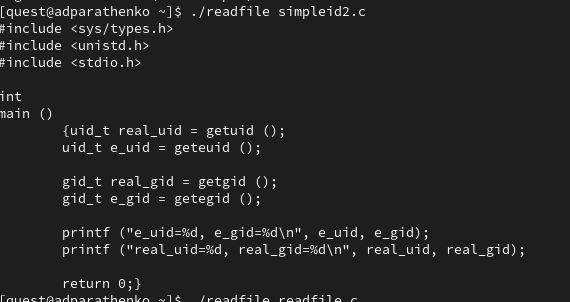 [quest@adparathenko ~]$ ./readfile simpleid2.c
#include <sys/types.h>
#include <unistd.h>
#include <stdio.h>
int
main ()
{uid_t real_uid = getuid ();
uid_t e_uid = geteuid ();
gid_t real_gid = getgid ();
gid_t e_gid = getegid ();
printf ("e_uid=%d, e_gid=%d\n", e_uid, e_gid);
printf ("real_uid=%d, real_gid=%d\n", real_uid, real_gid);
return 0;}
[quest@adparathenko ~]$ ./readfile readfile.c